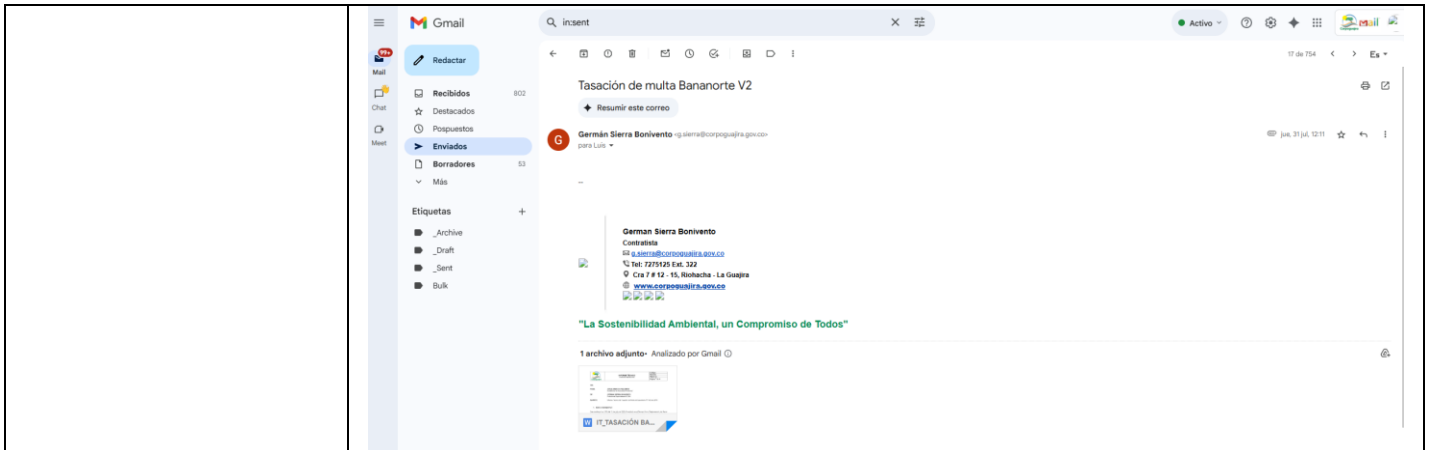 Gmail
in:sent
Activo
Mail
99+
Mail
Chat
Meet
Redactar
Recibidos 802
Destacados
Pospuestos
Enviados
Borradores 53
Más
Etiquetas +
_Archive
_Draft
_Sent
Bulk
17 de 754
Es
Tasación de multa Bananorte V2
Resumir este correo
G
Germán Sierra Bonivento <g.sierra@corpoguajira.gov.co>
jue, 31 jul, 12:11
para Luis
--
German Sierra Bonivento
Contratista
g.sierra@corpoguajira.gov.co
Tel: 7275125 Ext. 322
Cra 7 # 12 - 15, Riohacha - La Guajira
www.corpoguajira.gov.co
"La Sostenibilidad Ambiental, un Compromiso de Todos"
1 archivo adjunto • Analizado por Gmail
W IT_TASACIÓN BA...